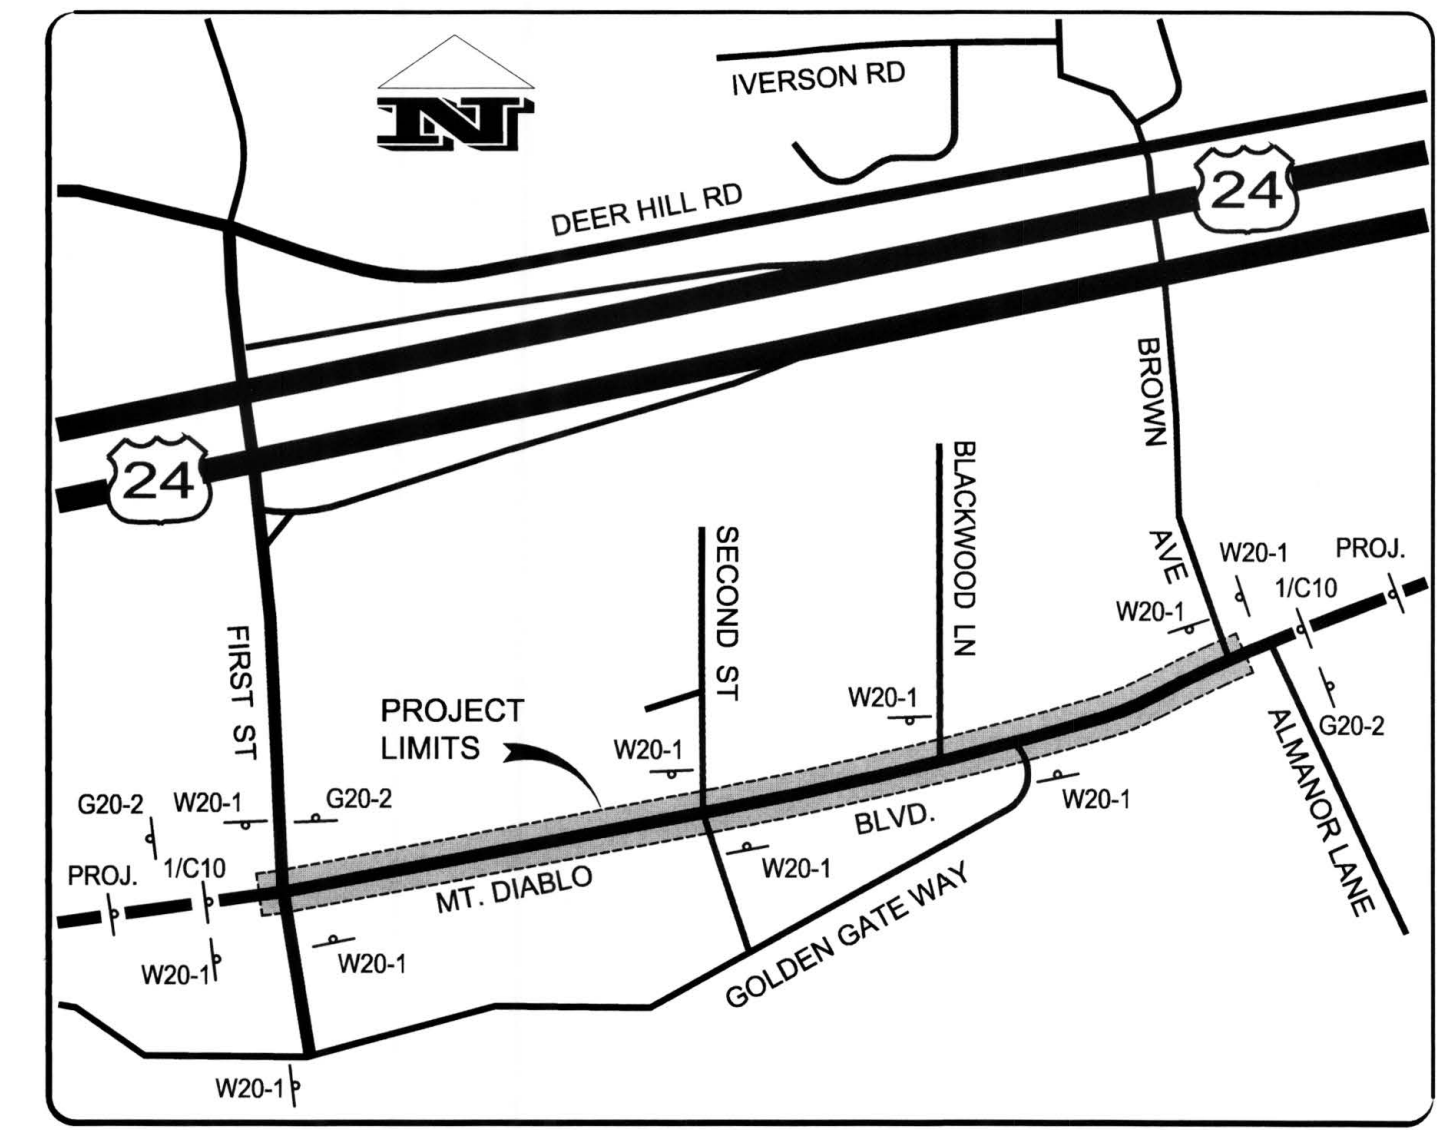 IVERSON RD
N
24
DEER HILL RD
BROWN
AVE
24
BLACKWOOD LN
SECOND ST
FIRST ST
W20-1
PROJ.
1/C10
W20-1
G20-2
ALMANOR LANE
W20-1
PROJECT
LIMITS
W20-1
G20-2
W20-1
G20-2
W20-1
BLVD.
MT. DIABLO
W20-1
PROJ.
1/C10
GOLDEN GATE WAY
W20-1
W20-1
W20-1